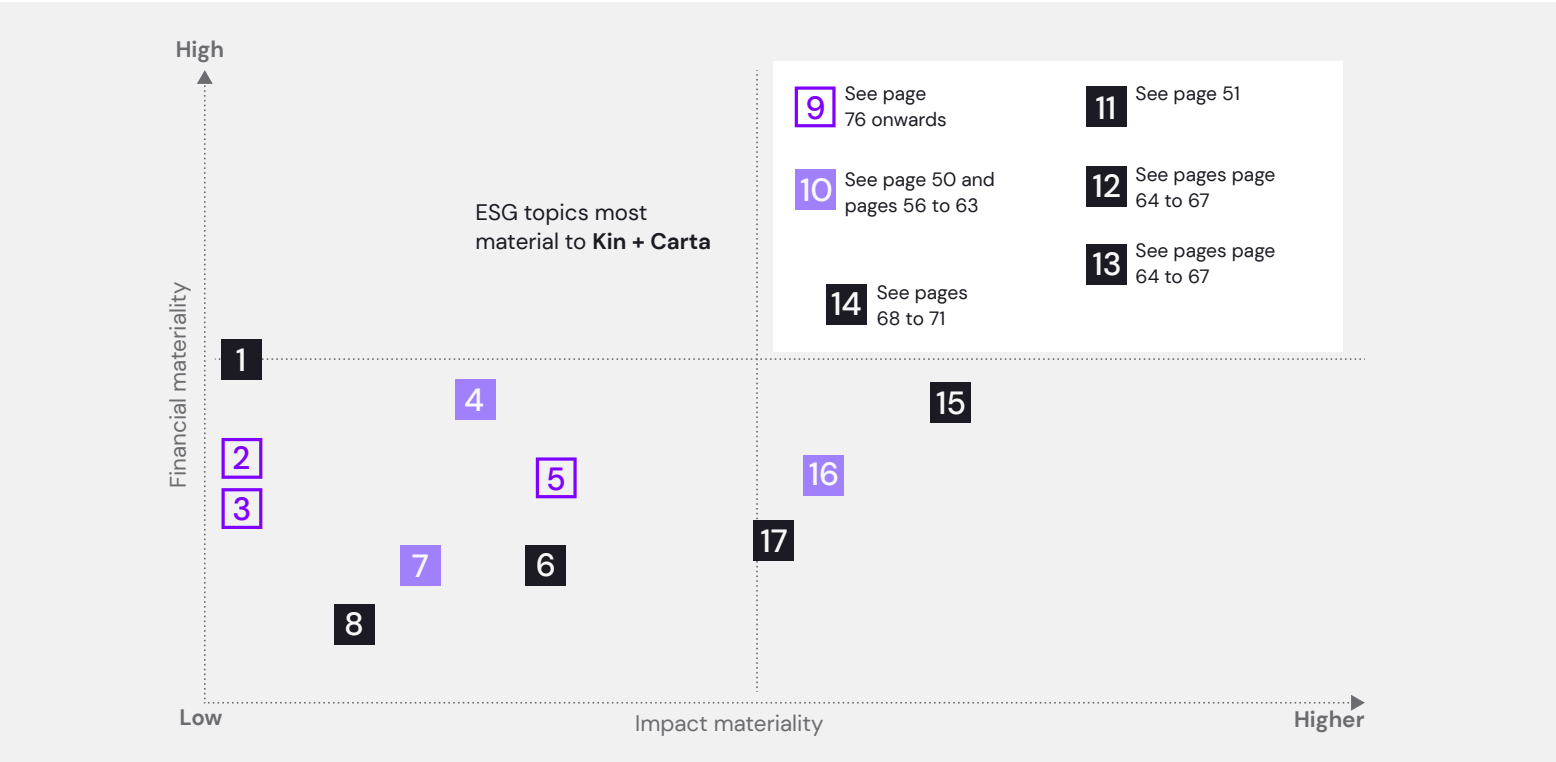 High
9
See page
76 onwards
11
See page 51
10
See page 50 and
pages 56 to 63
12
See pages page
64 to 67
ESG topics most
material to Kin + Carta
13
See pages page
64 to 67
14
See pages
68 to 71
Financial materiality
1
4
15
2
5
16
3
17
7
6
8
Low
Impact materiality
Higher